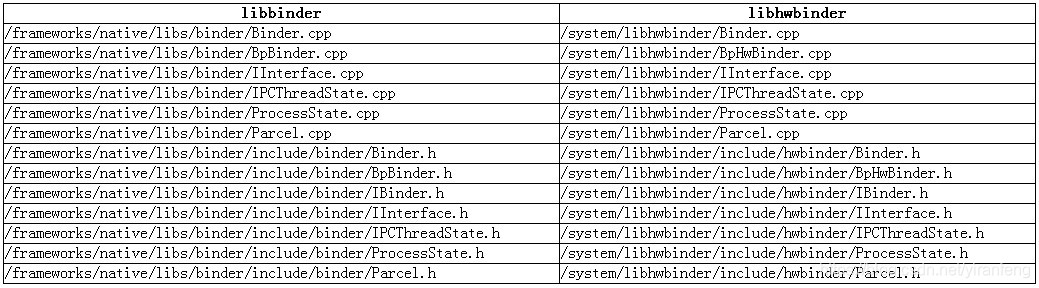 libbinder libhwbinder
/frameworks/native/libs/binder/Binder.cpp /system/libhwbinder/Binder.cpp
/frameworks/native/libs/binder/BpBinder.cpp /system/libhwbinder/BpHwBinder.cpp
/frameworks/native/libs/binder/IInterface.cpp /system/libhwbinder/IInterface.cpp
/frameworks/native/libs/binder/IPCThreadState.cpp /system/libhwbinder/IPCThreadState.cpp
/frameworks/native/libs/binder/ProcessState.cpp /system/libhwbinder/ProcessState.cpp
/frameworks/native/libs/binder/Parcel.cpp /system/libhwbinder/Parcel.cpp
/frameworks/native/libs/binder/include/binder/Binder.h /system/libhwbinder/include/hwbinder/Binder.h
/frameworks/native/libs/binder/include/binder/BpBinder.h /system/libhwbinder/include/hwbinder/BpHwBinder.h
/frameworks/native/libs/binder/include/binder/IBinder.h /system/libhwbinder/include/hwbinder/IBinder.h
/frameworks/native/libs/binder/include/binder/IInterface.h /system/libhwbinder/include/hwbinder/IInterface.h
/frameworks/native/libs/binder/include/binder/IPCThreadState.h /system/libhwbinder/include/hwbinder/IPCThreadState.h
/frameworks/native/libs/binder/include/binder/ProcessState.h /system/libhwbinder/include/hwbinder/ProcessState.h
/frameworks/native/libs/binder/include/binder/Parcel.h /system/libhwbinder/include/hwbinder/Parcel.h